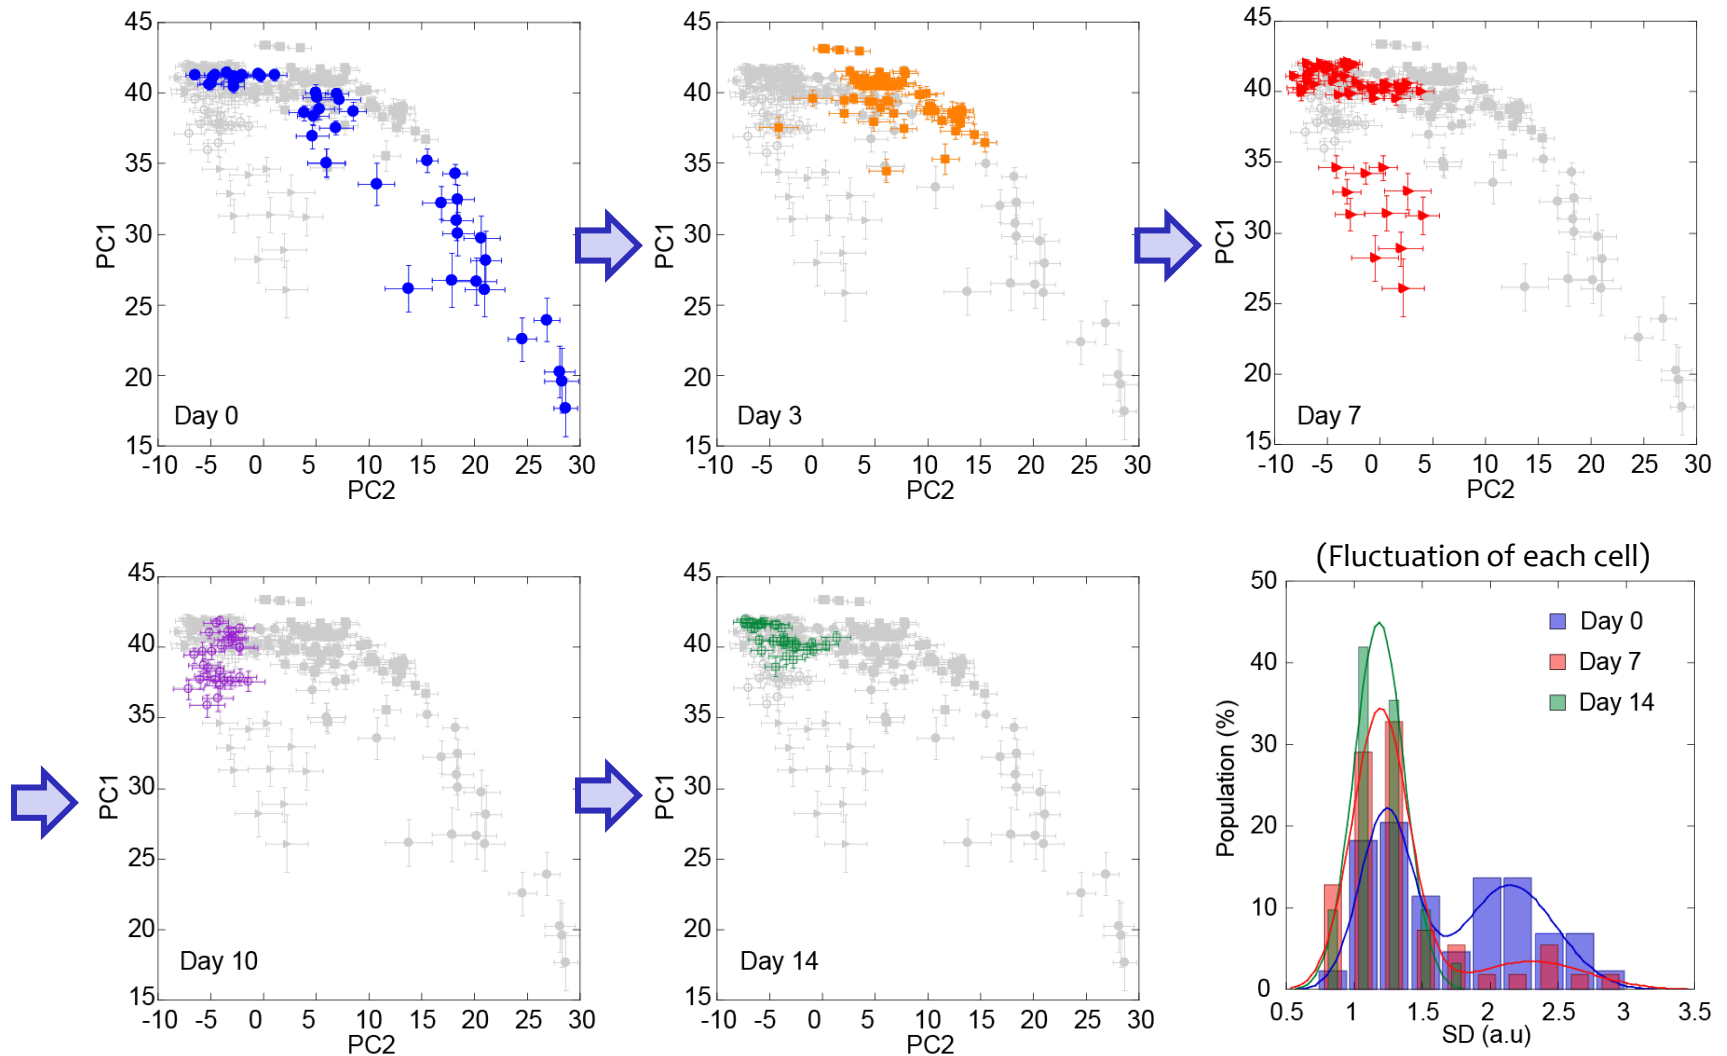 45
40
35
30
25
20
15
PC1
Day 0
-10 -5 0 5 10 15 20 25 30
PC2
45
40
35
30
25
20
15
PC1
Day 3
-10 -5 0 5 10 15 20 25 30
PC2
45
40
35
30
25
20
15
PC1
Day 7
-10 -5 0 5 10 15 20 25 30
PC2
45
40
35
30
25
20
15
PC1
Day 10
-10 -5 0 5 10 15 20 25 30
PC2
45
40
35
30
25
20
15
PC1
Day 14
-10 -5 0 5 10 15 20 25 30
PC2
(Fluctuation of each cell)
50
40
30
20
10
0
Population (%)
Day 0
Day 7
Day 14
0.5 1 1.5 2 2.5 3 3.5
SD (a.u)